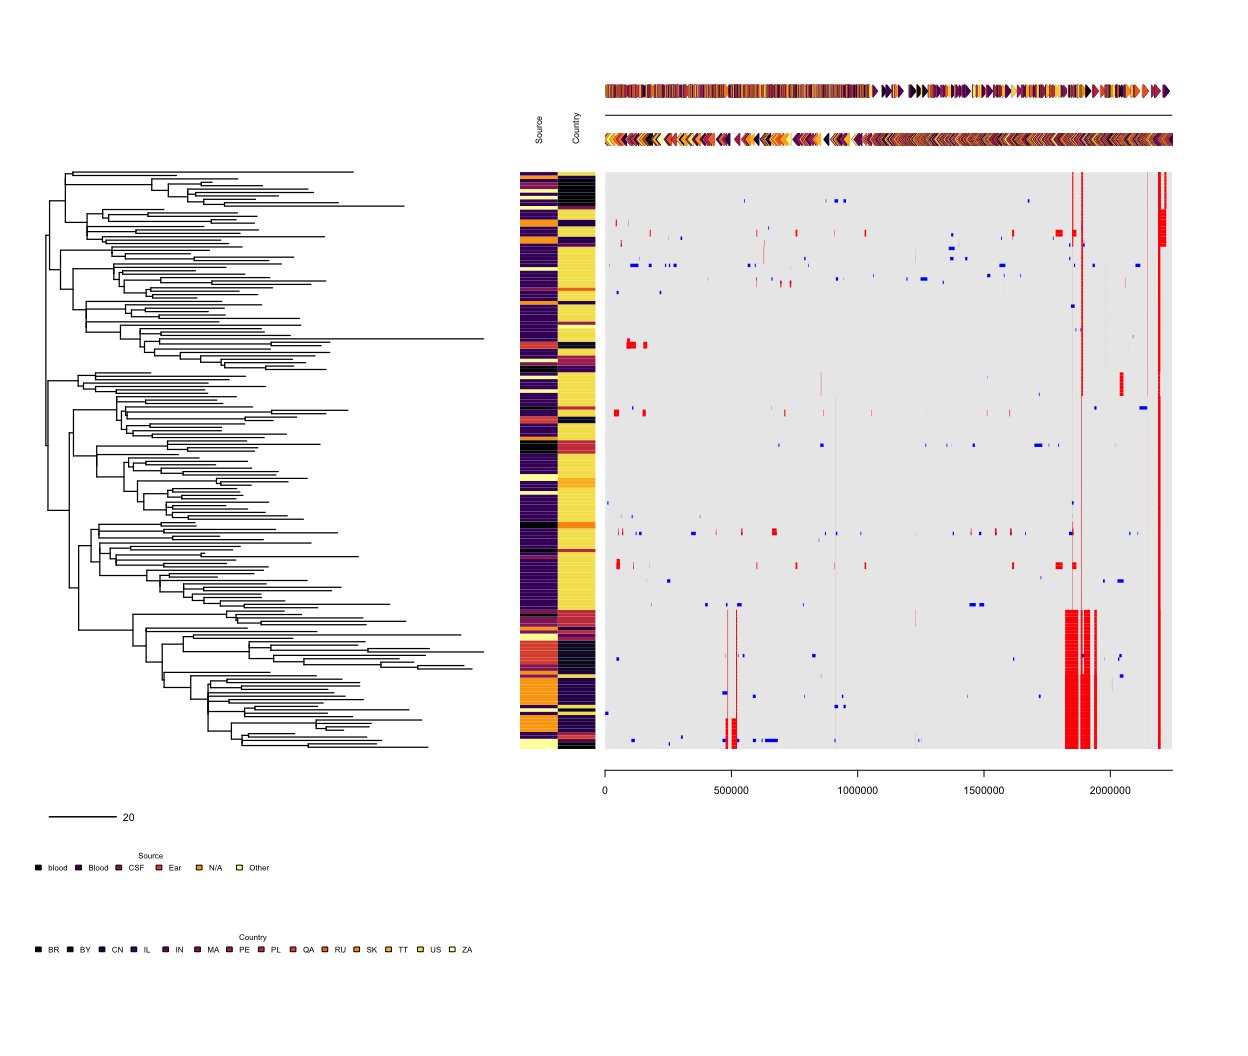 Source
Country
0 500000 1000000 1500000 2000000
20
Source
blood Blood CSF Ear N/A Other
Country
BR BY CN IL IN MA PE PL QA RU SK TT US ZA